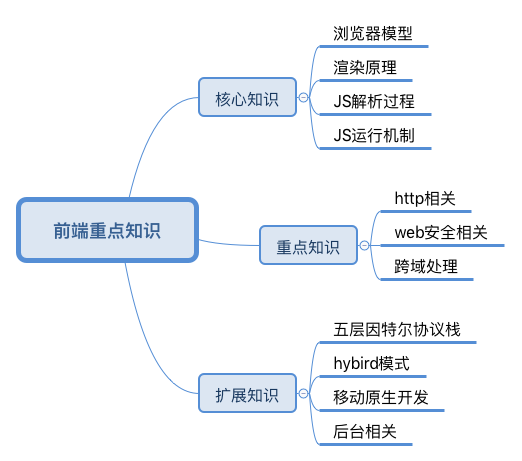 前端重点知识
核心知识
浏览器模型
渲染原理
JS解析过程
JS运行机制
重点知识
http相关
web安全相关
跨域处理
扩展知识
五层因特尔协议栈
hybird模式
移动原生开发
后台相关